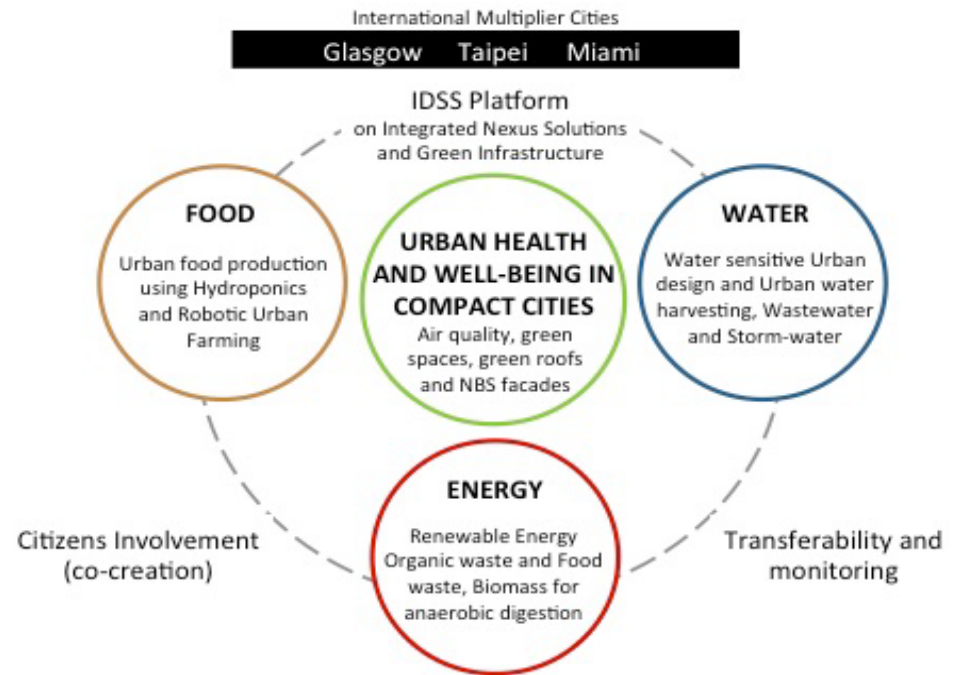 International Multiplier Cities
Glasgow Taipei Miami
IDSS Platform
on Integrated Nexus Solutions
and Green Infrastructure
FOOD
Urban food production
using Hydroponics
and Robotic Urban
Farming
URBAN HEALTH
AND WELL-BEING IN
COMPACT CITIES
Air quality, green
spaces, green roofs
and NBS facades
WATER
Water sensitive Urban
design and Urban water
harvesting, Wastewater
and Storm-water
ENERGY
Renewable Energy
Organic waste and Food
waste, Biomass for
anaerobic digestion
Citizens Involvement
(co-creation)
Transferability and
monitoring